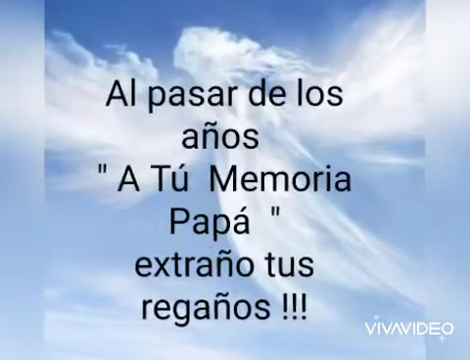 Al pasar de los
años
" A Tú Memoria
Papá "
extraño tus
regaños !!!
VIVAVIDEO